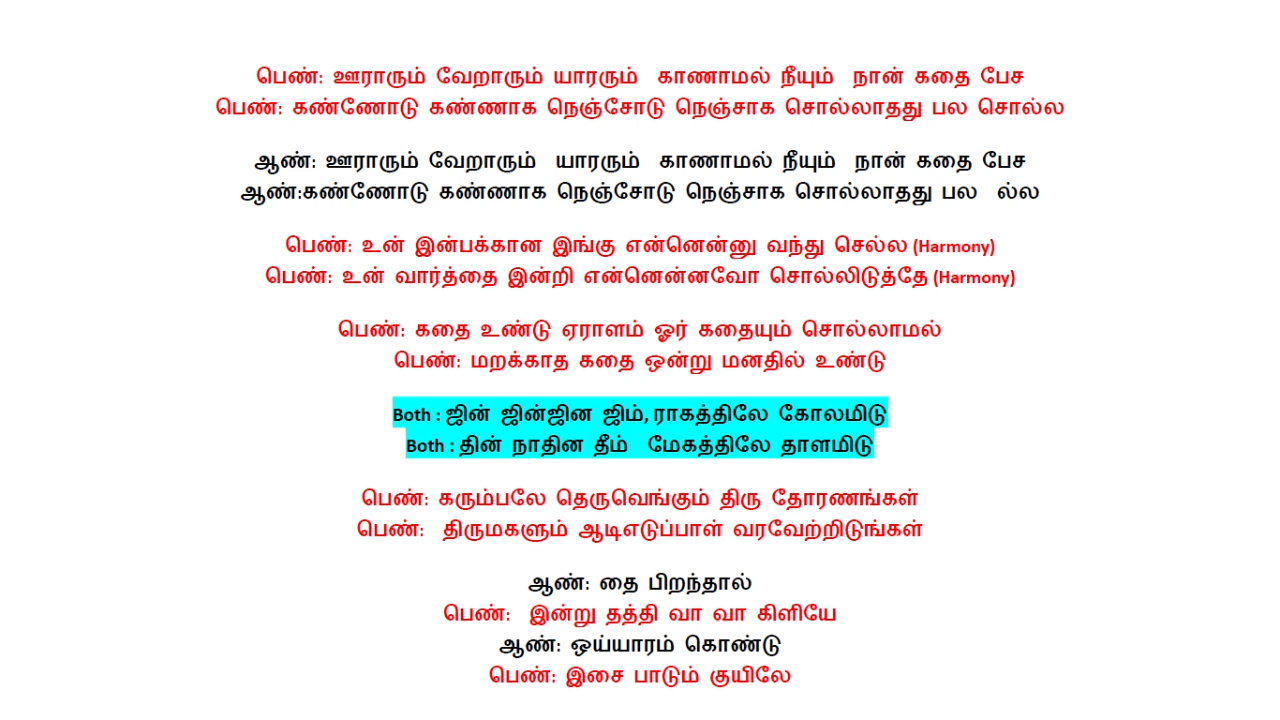 பெண்: ஊராரும் வேறாரும் யாரரும் காணாமல் நீயும் நான் கதை பேச
பெண்: கண்ணோடு கண்ணாக நெஞ்சோடு நெஞ்சாக சொல்லாதது பல சொல்ல
ஆண்: ஊராரும் வேறாரும் யாரரும் காணாமல் நீயும் நான் கதை பேச
ஆண்:கண்ணோடு கண்ணாக நெஞ்சோடு நெஞ்சாக சொல்லாதது பல ல்ல
பெண்: உன் இன்பக்கான இங்கு என்னென்னு வந்து செல்ல (Harmony)
பெண்: உன் வார்த்தை இன்றி என்னென்னவோ சொல்லிடுத்தே (Harmony)
பெண்: கதை உண்டு ஏராளம் ஓர் கதையும் சொல்லாமல்
பெண்: மறக்காத கதை ஒன்று மனதில் உண்டு
Both : ஜின் ஜின்ஜின ஜிம், ராகத்திலே கோலமிடு
Both : தின் நாதின தீம் மேகத்திலே தாளமிடு
பெண்: கரும்பலே தெருவெங்கும் திரு தோரணங்கள்
பெண்: திருமகளும் ஆடிஎடுப்பாள் வரவேற்றிடுங்கள்
ஆண்: தை பிறந்தால்
பெண்: இன்று தத்தி வா வா கிளியே
ஆண்: ஒய்யாரம் கொண்டு
பெண்: இசை பாடும் குயிலே